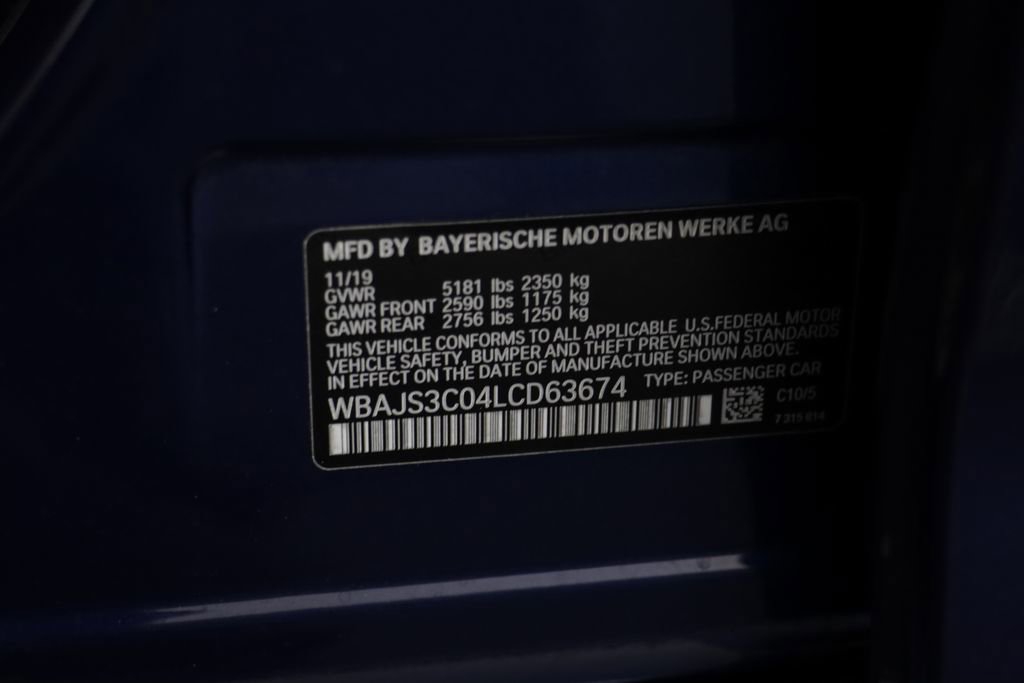 MFD BY BAYERISCHE MOTOREN WERKE AG
11/19
GVWR 5181 lbs 2350 kg
GAWR FRONT 2590 lbs 1175 kg
GAWR REAR 2756 lbs 1250 kg
THIS VEHICLE CONFORMS TO ALL APPLICABLE U.S.FEDERAL MOTOR
VEHICLE SAFETY, BUMPER AND THEFT PREVENTION STANDARDS
IN EFFECT ON THE DATE OF MANUFACTURE SHOWN ABOVE.
WBAJS3C04LCD63674 TYPE: PASSENGER CAR
C10/5
7 315 614